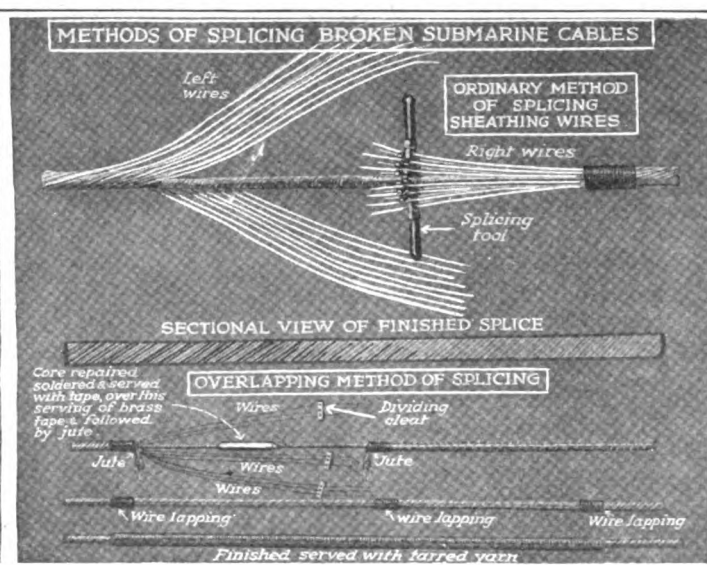 METHODS OF SPLICING BROKEN SUBMARINE CABLES
Left
wires
ORDINARY METHOD
OF SPLICING
SHEATHING WIRES
Right wires
Splicing
tool
SECTIONAL VIEW OF FINISHED SPLICE
Core repaired
soldered & served
with tape, over this
serving of brass
tape & followed
by jute.
OVERLAPPING METHOD OF SPLICING
Wires
Dividing
cleat
Jute
Wires
Jute
Wires
Wire lapping
wire lapping
Wire lapping
Finished served with tarred yarn